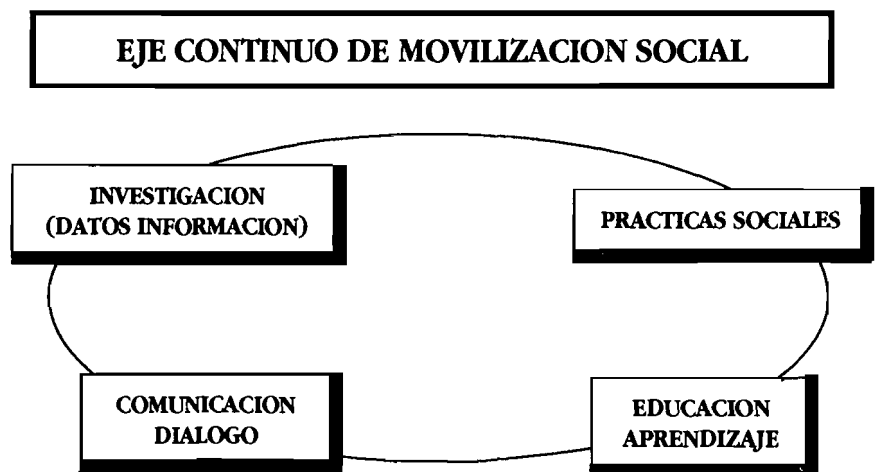 EJE CONTINUO DE MOVILIZACION SOCIAL
INVESTIGACION
(DATOS INFORMACION)
PRACTICAS SOCIALES
COMUNICACION
DIALOGO
EDUCACION
APRENDIZAJE